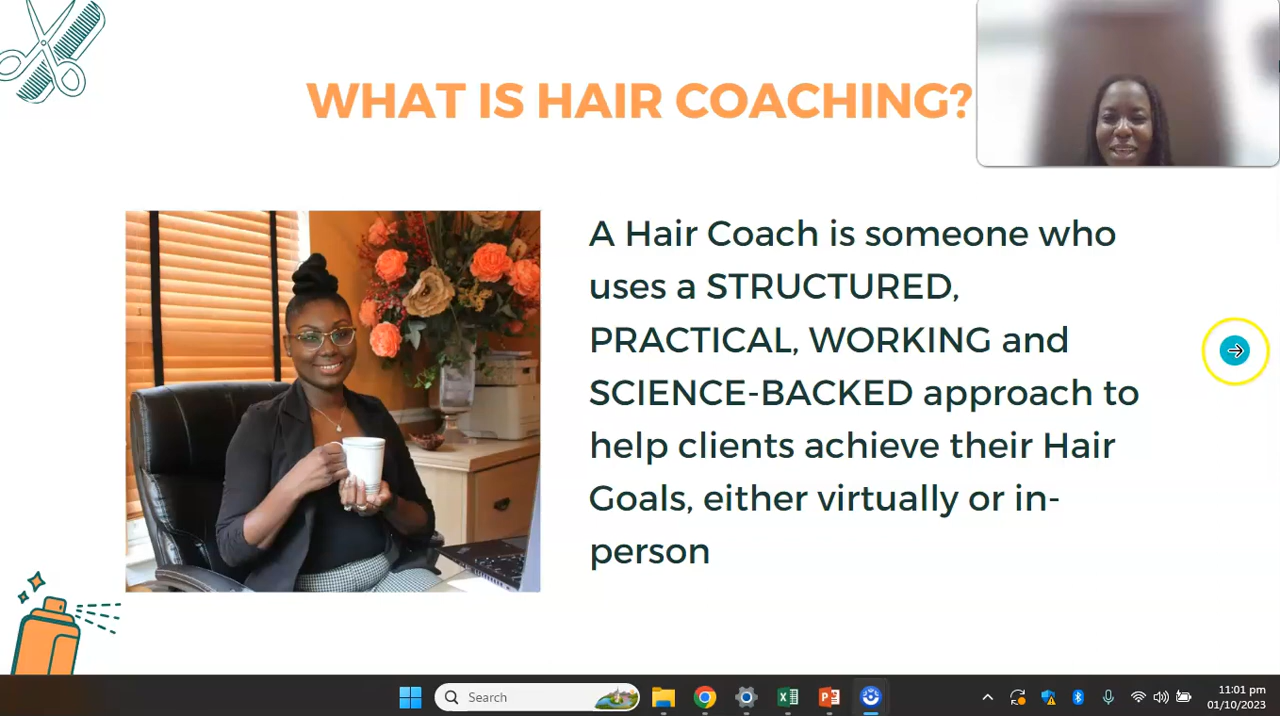 WHAT IS HAIR COACHING?
A Hair Coach is someone who
uses a STRUCTURED,
PRACTICAL, WORKING and
SCIENCE-BACKED approach to
help clients achieve their Hair
Goals, either virtually or in-
person
Search
11:01 pm
01/10/2023